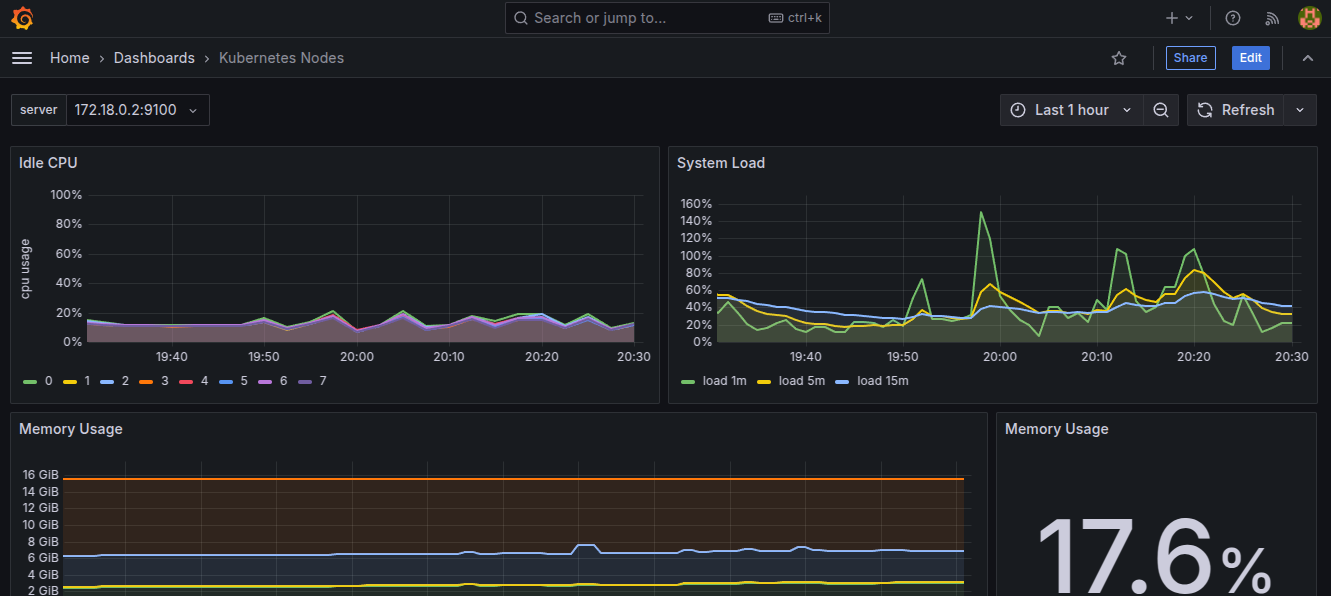 Search or jump to... ctrl+k
Home › Dashboards › Kubernetes Nodes Share Edit
server 172.18.0.2:9100 Last 1 hour Refresh
Idle CPU
cpu usage
100%
80%
60%
40%
20%
0%
19:40 19:50 20:00 20:10 20:20 20:30
0 1 2 3 4 5 6 7
System Load
160%
140%
120%
100%
80%
60%
40%
20%
0%
19:40 19:50 20:00 20:10 20:20 20:30
load 1m load 5m load 15m
Memory Usage
16 GiB
14 GiB
12 GiB
10 GiB
8 GiB
6 GiB
4 GiB
2 GiB
Memory Usage
17.6%